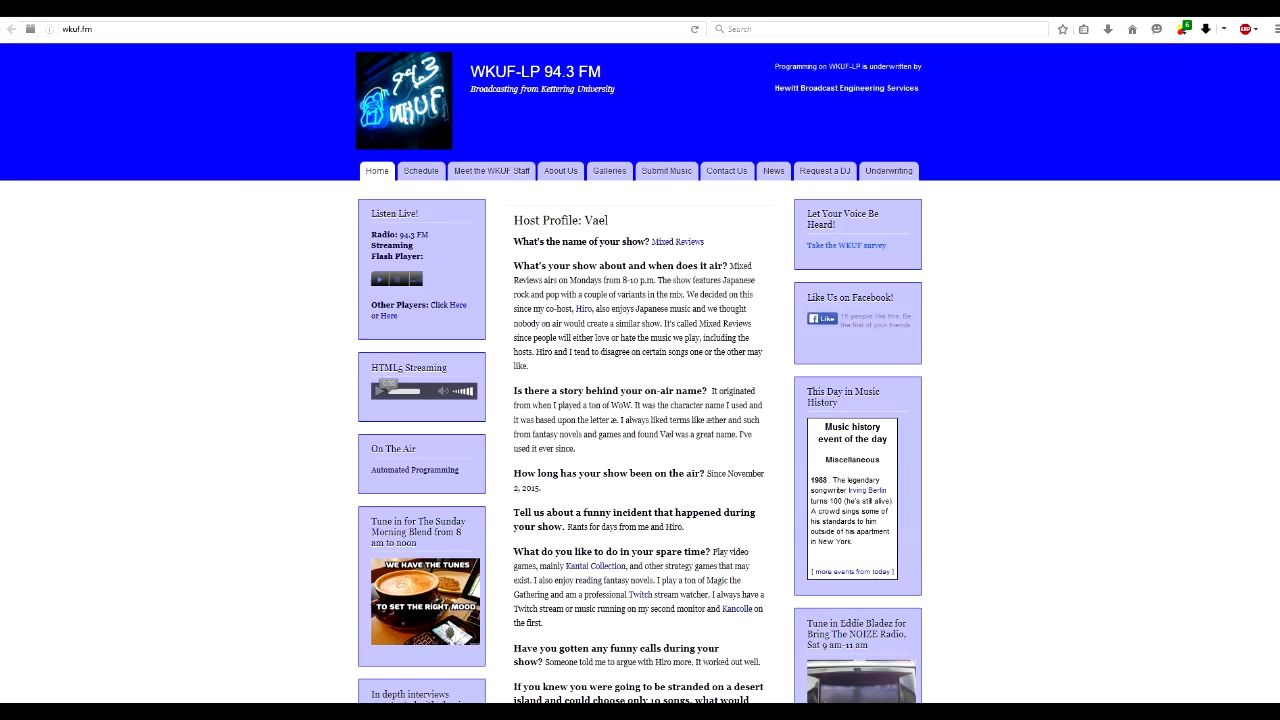 wkuf.fm
Search
6
ABP
94.3
WKUF
WKUF-LP 94.3 FM
Broadcasting from Kettering University
Programming on WKUF-LP is underwritten by
Hewitt Broadcast Engineering Services
Home
Schedule
Meet the WKUF Staff
About Us
Galleries
Submit Music
Contact Us
News
Request a DJ
Underwriting
Listen Live!
Radio: 94.3 FM
Streaming
Flash Player:
Other Players: Click Here
or Here
HTML5 Streaming
0:00
On The Air
Automated Programming
Tune in for The Sunday
Morning Blend from 8
am to noon
WE HAVE THE TUNES
TO SET THE RIGHT MOOD
In depth interviews
Host Profile: Vael
What's the name of your show? Mixed Reviews
What's your show about and when does it air? Mixed
Reviews airs on Mondays from 8-10 p.m. The show features Japanese
rock and pop with a couple of variants in the mix. We decided on this
since my co-host, Hiro, also enjoys Japanese music and we thought
nobody on air would create a similar show. It's called Mixed Reviews
since people will either love or hate the music we play, including the
hosts. Hiro and I tend to disagree on certain songs one or the other may
like.
Is there a story behind your on-air name? It originated
from when I played a ton of WoW. It was the character name I used and
it was based upon the letter æ. I always liked terms like æther and such
from fantasy novels and games and found Væl was a great name. I've
used it ever since.
How long has your show been on the air? Since November
2, 2015.
Tell us about a funny incident that happened during
your show. Rants for days from me and Hiro.
What do you like to do in your spare time? Play video
games, mainly Kantai Collection, and other strategy games that may
exist. I also enjoy reading fantasy novels. I play a ton of Magic the
Gathering and am a professional Twitch stream watcher. I always have a
Twitch stream or music running on my second monitor and Kancolle on
the first.
Have you gotten any funny calls during your
show? Someone told me to argue with Hiro more. It worked out well.
If you knew you were going to be stranded on a desert
island and could choose only 10 songs, what would
Let Your Voice Be
Heard!
Take the WKUF survey
Like Us on Facebook!
Like
15 people like this. Be
the first of your friends.
This Day in Music
History
Music history
event of the day
Miscellaneous
1988 . The legendary
songwriter Irving Berlin
turns 100 (he's still alive).
A crowd sings some of
his standards to him
outside of his apartment
in New York.
[ more events from today ]
Tune in Eddie Bladez for
Bring The NOIZE Radio,
Sat 9 am-11 am